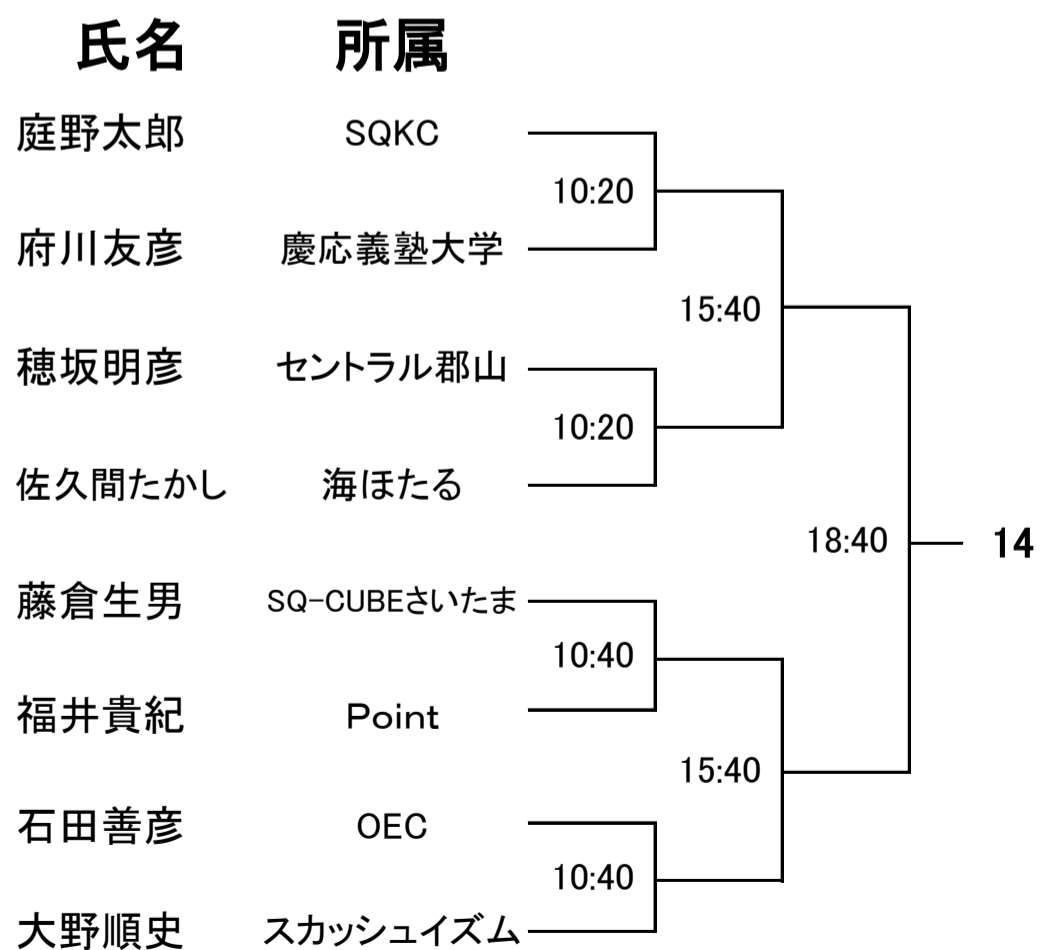 氏名 所属
庭野太郎 SQKC
10:20
府川友彦 慶応義塾大学
15:40
穂坂明彦 セントラル郡山
10:20
佐久間たかし 海ほたる
18:40 14
藤倉生男 SQ-CUBEさいたま
10:40
福井貴紀 Point
15:40
石田善彦 OEC
10:40
大野順史 スカッシュイズム